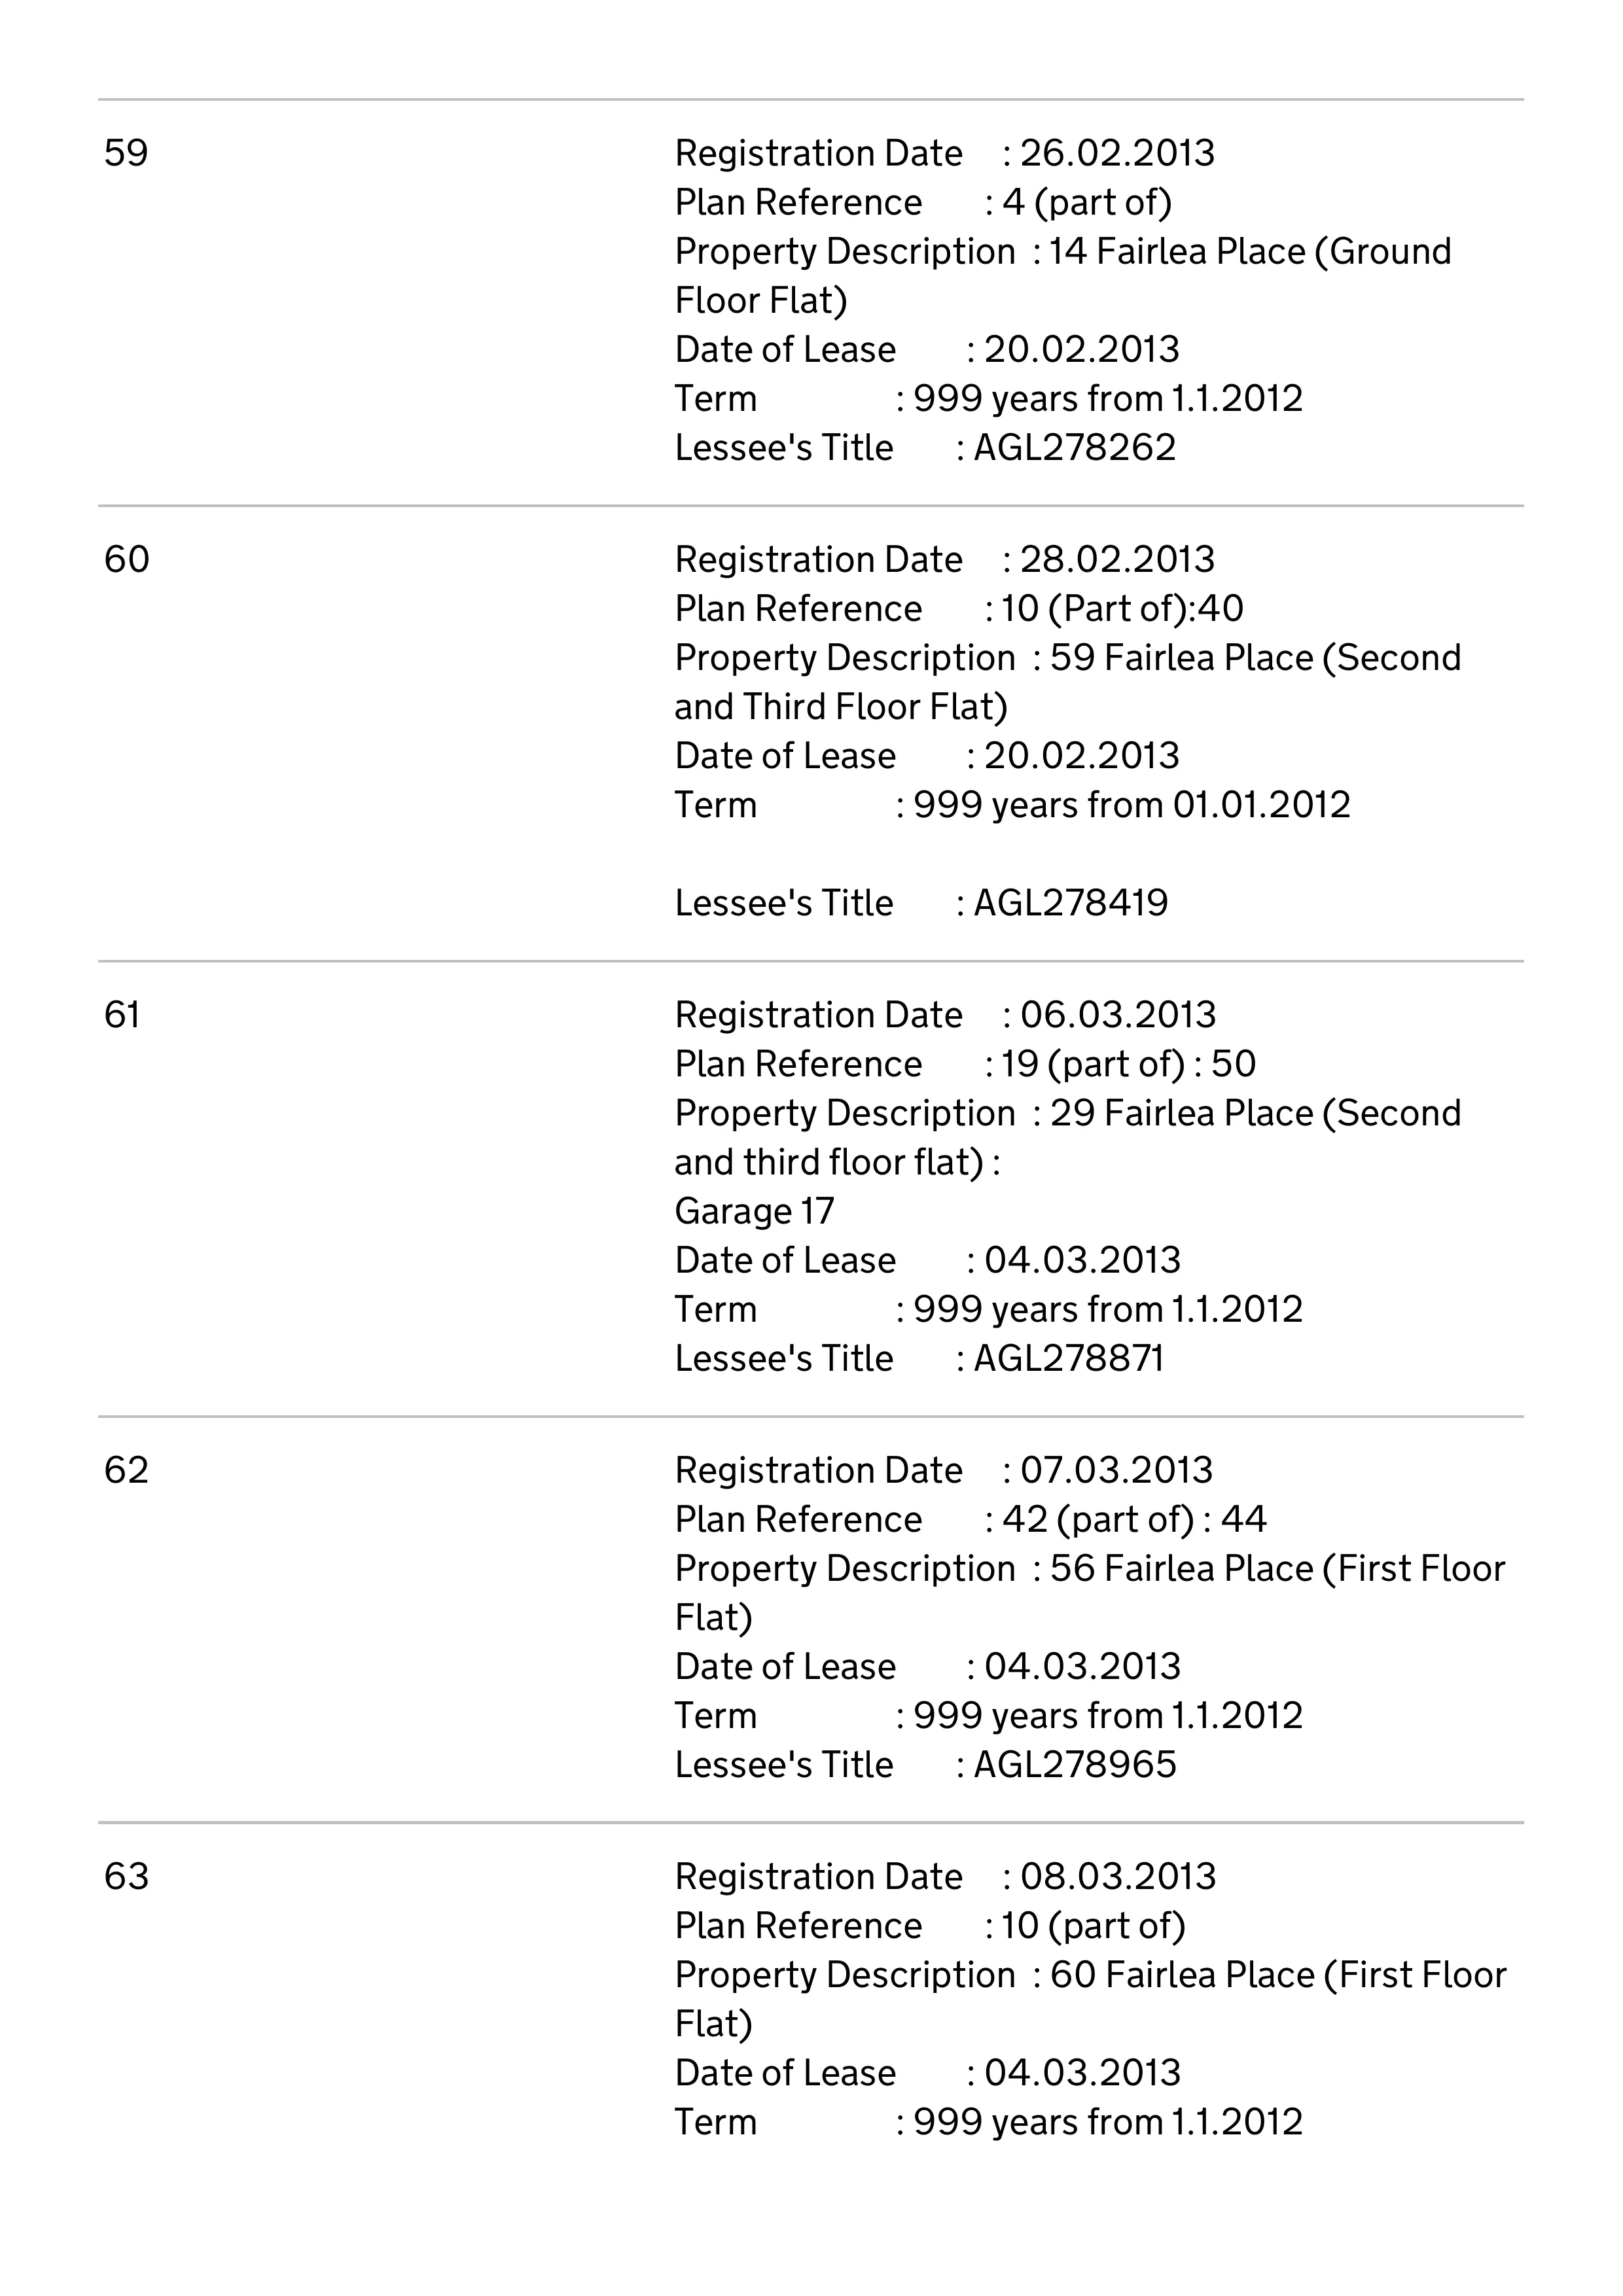 59
Registration Date : 26.02.2013
Plan Reference : 4 (part of)
Property Description : 14 Fairlea Place (Ground
Floor Flat)
Date of Lease : 20.02.2013
Term : 999 years from 1.1.2012
Lessee's Title : AGL278262
60
Registration Date : 28.02.2013
Plan Reference : 10 (Part of):40
Property Description : 59 Fairlea Place (Second
and Third Floor Flat)
Date of Lease : 20.02.2013
Term : 999 years from 01.01.2012
Lessee's Title : AGL278419
61
Registration Date : 06.03.2013
Plan Reference : 19 (part of) : 50
Property Description : 29 Fairlea Place (Second
and third floor flat) :
Garage 17
Date of Lease : 04.03.2013
Term : 999 years from 1.1.2012
Lessee's Title : AGL278871
62
Registration Date : 07.03.2013
Plan Reference : 42 (part of) : 44
Property Description : 56 Fairlea Place (First Floor
Flat)
Date of Lease : 04.03.2013
Term : 999 years from 1.1.2012
Lessee's Title : AGL278965
63
Registration Date : 08.03.2013
Plan Reference : 10 (part of)
Property Description : 60 Fairlea Place (First Floor
Flat)
Date of Lease : 04.03.2013
Term : 999 years from 1.1.2012